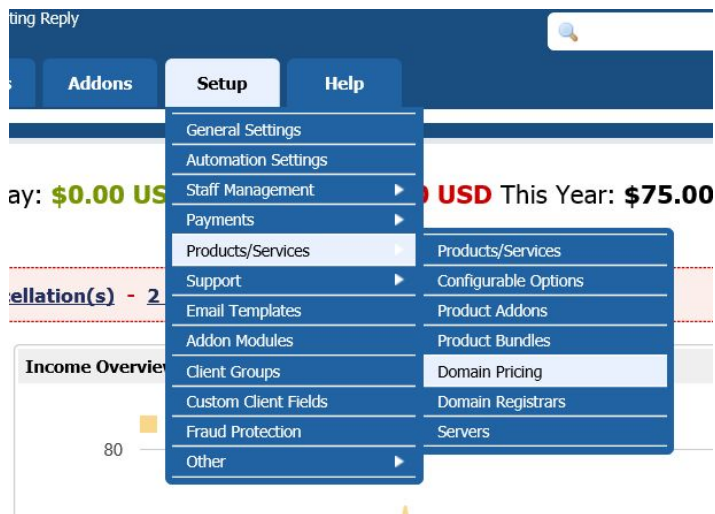 ting Reply
Addons Setup Help
General Settings
Automation Settings
ay: $0.00 US USD This Year: $75.00
Staff Management
Payments
Products/Services Products/Services
Support Configurable Options
ellation(s) - 2
Email Templates Product Addons
Addon Modules Product Bundles
Income Overvie
Client Groups Domain Pricing
Custom Client Fields Domain Registrars
Fraud Protection Servers
80
Other